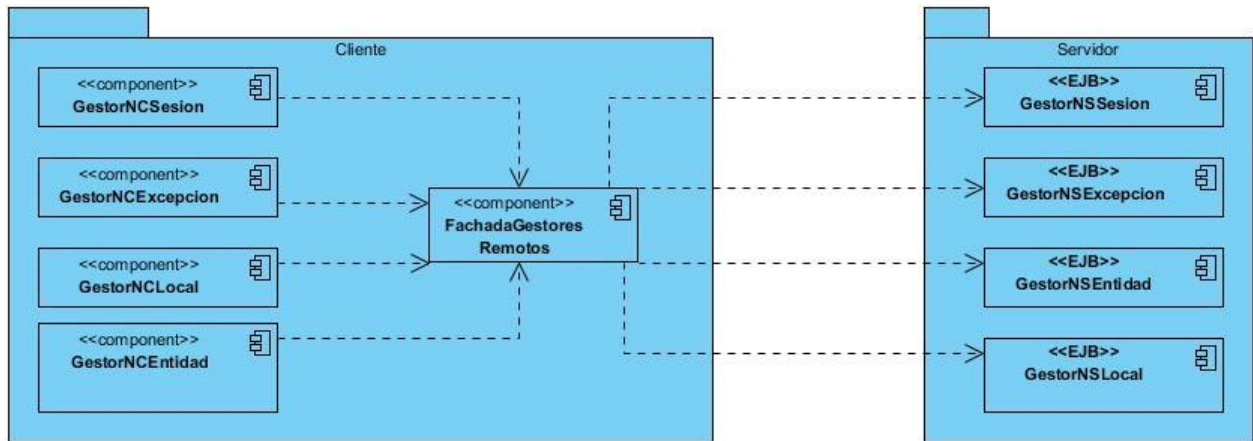 Cliente
<<component>>
GestorNCSesion
<<component>>
GestorNCExcepcion
<<component>>
GestorNCLocal
<<component>>
GestorNCEntidad
<<component>>
FachadaGestores
Remotos
Servidor
<<EJB>>
GestorNSSesion
<<EJB>>
GestorNSExcepcion
<<EJB>>
GestorNSEntidad
<<EJB>>
GestorNSLocal